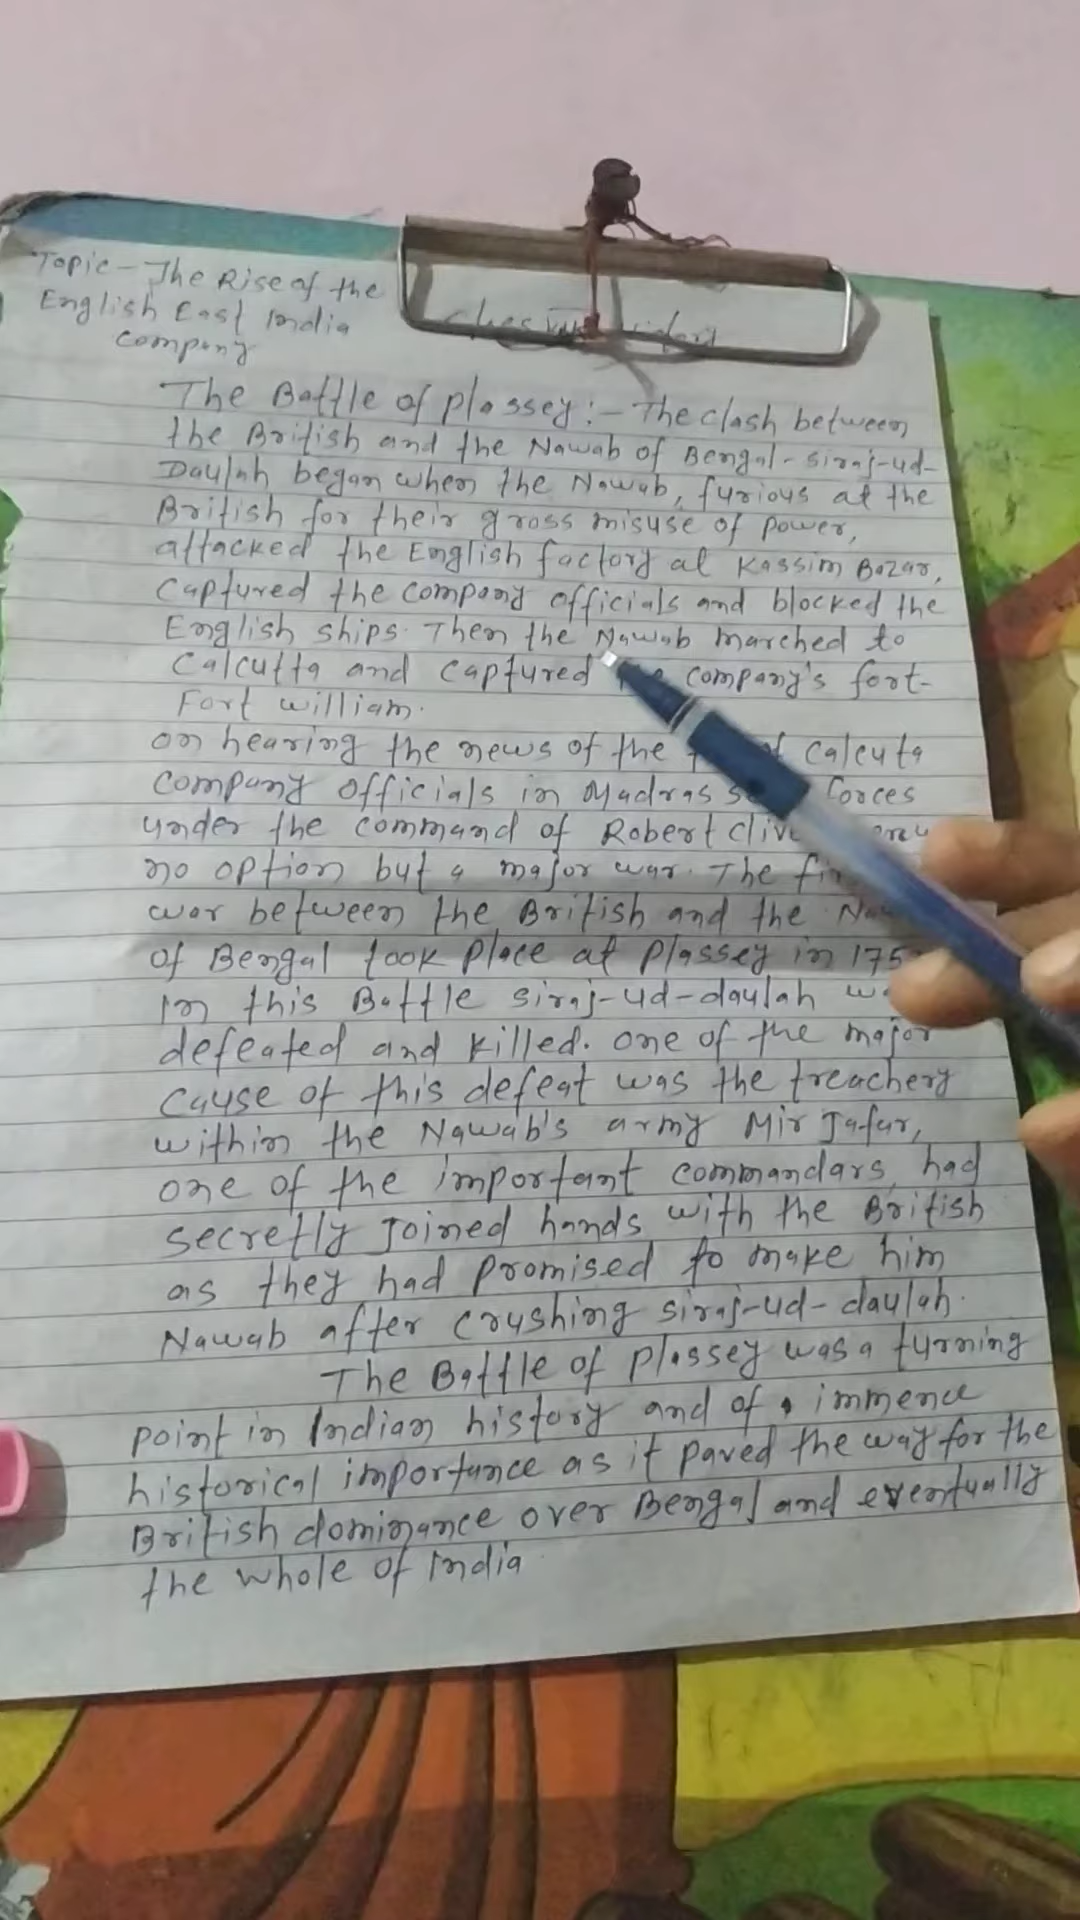 Topic - The Rise of the
English East India
Company
The Battle of plassey:- The clash between
the British and the Nawab of Bengal - siraj-ud-
Daulah began when the Nawab, furious at the
British for their gross misuse of power,
attacked the English factory at Kassim Bazar,
captured the company officials and blocked the
English ships. Then the Nawab marched to
Calcutta and captured the company's fort-
Fort william.
on hearing the news of the of calcuta
company officials in Madras forces
under the command of Robert clive
no option but a major war. The
war between the British and the
of Bengal took place at plassey in
in this Battle siraj-ud-daulah
defeated and killed. one of the major
cause of this defeat was the treachery
within the Nawab's army Mir Jafar,
one of the important commandars, had
secretly Joined hands with the British
as they had promised to make him
Nawab after crushing siraj-ud-daulah.
The Battle of plassey was a turning
point in Indian history and of immence
historical importance as it paved the way for the
British dominance over Bengal and eventually
the whole of India